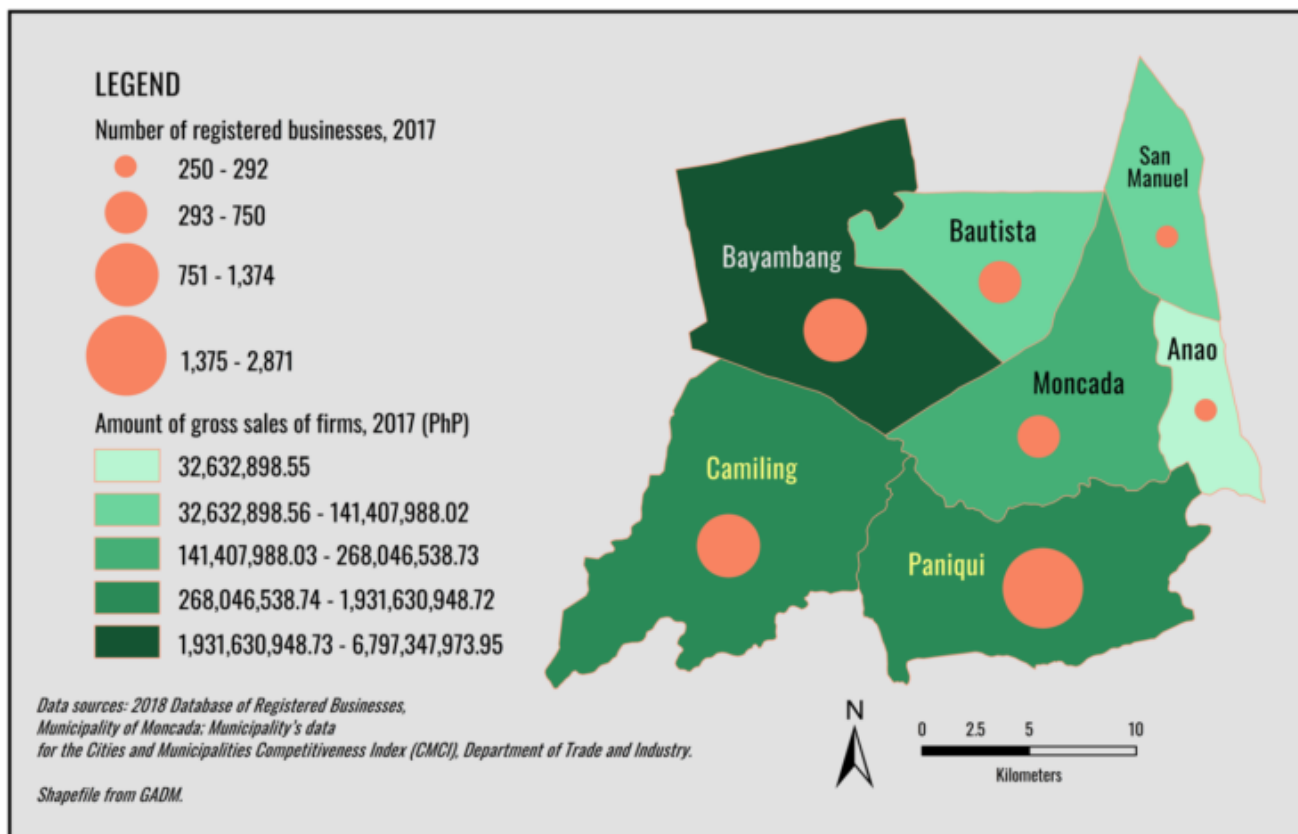 LEGEND
Number of registered businesses, 2017
250 - 292
293 - 750
751 - 1,374
1,375 - 2,871
Amount of gross sales of firms, 2017 (PhP)
32,632,898.55
32,632,898.56 - 141,407,988.02
141,407,988.03 - 268,046,538.73
268,046,538.74 - 1,931,630,948.72
1,931,630,948.73 - 6,797,347,973.95
Data sources: 2018 Database of Registered Businesses,
Municipality of Moncada; Municipality's data
for the Cities and Municipalities Competitiveness Index (CMCI), Department of Trade and Industry.
Shapefile from GADM.
San
Manuel
Bautista
Bayambang
Anao
Moncada
Camiling
Paniqui
N
0 2.5 5 10
Kilometers